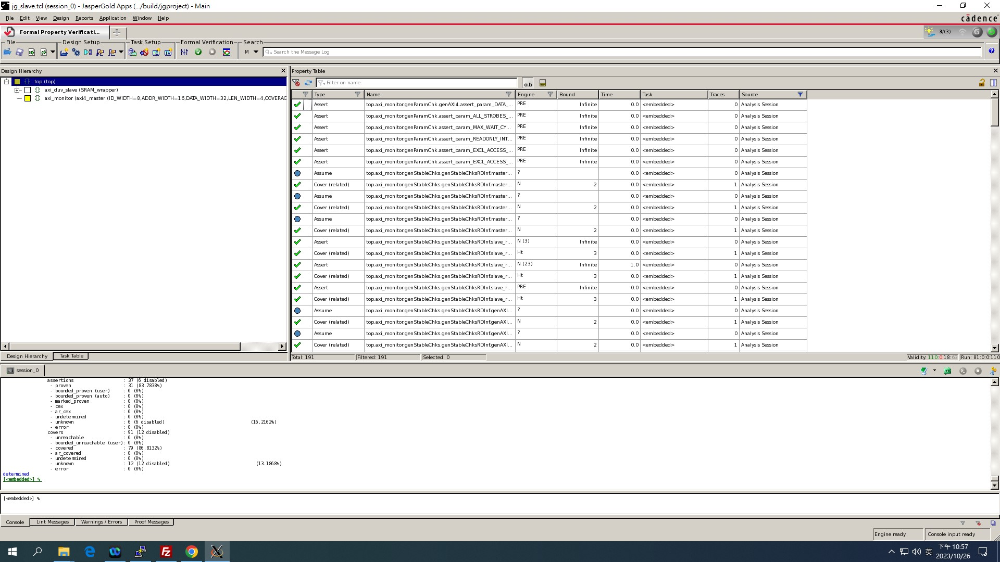 jg_slave.tcl (session_0) - JasperGold Apps (.../build/jgproject) - Main
File Edit View Design Reports Application Window Help
cādence
Formal Property Verificati...
3/(3)
File Design Setup Task Setup Formal Verification Search
M Search the Message Log
Design Hierarchy
top (top)
axi_duv_slave (SRAM_wrapper)
axi_monitor (axi4_master:(ID_WIDTH=8,ADDR_WIDTH=16,DATA_WIDTH=32,LEN_WIDTH=4,COVERAG
Design Hierarchy Task Table
Property Table
Filter on name a.b
Type Name Engine Bound Time Task Traces Source
Assert top.axi_monitor.genParamChk.genAXI4.assert_param_DATA_... PRE Infinite 0.0 <embedded> 0 Analysis Session
Assert top.axi_monitor.genParamChk.assert_param_ALL_STROBES_... PRE Infinite 0.0 <embedded> 0 Analysis Session
Assert top.axi_monitor.genParamChk.assert_param_MAX_WAIT_CY... PRE Infinite 0.0 <embedded> 0 Analysis Session
Assert top.axi_monitor.genParamChk.assert_param_READONLY_INT... PRE Infinite 0.0 <embedded> 0 Analysis Session
Assert top.axi_monitor.genParamChk.assert_param_EXCL_ACCESS_... PRE Infinite 0.0 <embedded> 0 Analysis Session
Assert top.axi_monitor.genParamChk.assert_param_EXCL_ACCESS_... PRE Infinite 0.0 <embedded> 0 Analysis Session
Assume top.axi_monitor.genStableChks.genStableChksRDInf.master... ? 0.0 <embedded> 0 Analysis Session
Cover (related) top.axi_monitor.genStableChks.genStableChksRDInf.master... N 2 0.0 <embedded> 1 Analysis Session
Assume top.axi_monitor.genStableChks.genStableChksRDInf.master... ? 0.0 <embedded> 0 Analysis Session
Cover (related) top.axi_monitor.genStableChks.genStableChksRDInf.master... N 2 0.0 <embedded> 1 Analysis Session
Assume top.axi_monitor.genStableChks.genStableChksRDInf.master... ? 0.0 <embedded> 0 Analysis Session
Cover (related) top.axi_monitor.genStableChks.genStableChksRDInf.master... N 2 0.0 <embedded> 1 Analysis Session
Assert top.axi_monitor.genStableChks.genStableChksRDInf.slave_r... N (3) Infinite 0.0 <embedded> 0 Analysis Session
Cover (related) top.axi_monitor.genStableChks.genStableChksRDInf.slave_r... Ht 3 0.0 <embedded> 1 Analysis Session
Assert top.axi_monitor.genStableChks.genStableChksRDInf.slave_r... N (23) Infinite 1.0 <embedded> 0 Analysis Session
Cover (related) top.axi_monitor.genStableChks.genStableChksRDInf.slave_r... Ht 3 0.0 <embedded> 1 Analysis Session
Assert top.axi_monitor.genStableChks.genStableChksRDInf.slave_r... PRE Infinite 0.0 <embedded> 0 Analysis Session
Cover (related) top.axi_monitor.genStableChks.genStableChksRDInf.slave_r... Ht 3 0.0 <embedded> 1 Analysis Session
Assume top.axi_monitor.genStableChks.genStableChksRDInf.genAXI... ? 0.0 <embedded> 0 Analysis Session
Cover (related) top.axi_monitor.genStableChks.genStableChksRDInf.genAXI... N 2 0.0 <embedded> 1 Analysis Session
Assume top.axi_monitor.genStableChks.genStableChksRDInf.genAXI... ? 0.0 <embedded> 0 Analysis Session
Cover (related) top.axi_monitor.genStableChks.genStableChksRDInf.genAXI... N 2 0.0 <embedded> 1 Analysis Session
Total: 191 Filtered: 191 Selected: 0 Validity: 110:0:18:63 Run: 81:0:0:110
session_0
assertions : 37 (6 disabled)
- proven : 31 (83.7838%)
- bounded_proven (user) : 0 (0%)
- bounded_proven (auto) : 0 (0%)
- marked_proven : 0 (0%)
- cex : 0 (0%)
- ar_cex : 0 (0%)
- undetermined : 0 (0%)
- unknown : 6 (6 disabled) (16.2162%)
- error : 0 (0%)
covers : 91 (12 disabled)
- unreachable : 0 (0%)
- bounded_unreachable (user): 0 (0%)
- covered : 79 (86.8132%)
- ar_covered : 0 (0%)
- undetermined : 0 (0%)
- unknown : 12 (12 disabled) (13.1868%)
- error : 0 (0%)
determined
[<embedded>] %
[<embedded>] %
Console Lint Messages Warnings / Errors Proof Messages
Engine ready Console input ready
英 下午 10:57
2023/10/26